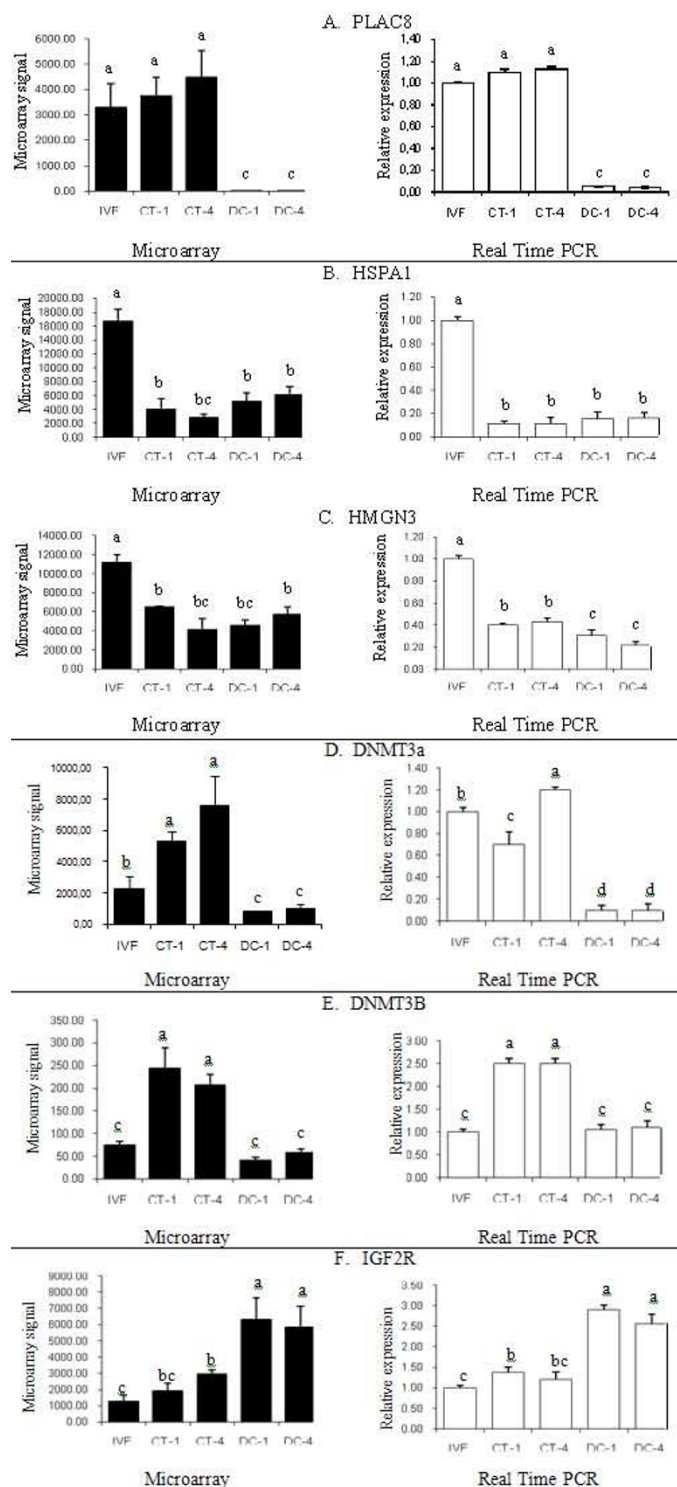 A. PLAC8
Microarray signal
6000.00
5000.00
4000.00
3000.00
2000.00
1000.00
0.00
a
a
a
c
c
IVF
CT-1
CT-4
DC-1
DC-4
Microarray
Relative expression
1,40
1,20
1,00
0,80
0,60
0,40
0,20
0,00
a
a
a
c
c
IVF
CT-1
CT-4
DC-1
DC-4
Real Time PCR
B. HSPA1
Microarray signal
20000.00
18000.00
16000.00
14000.00
12000.00
10000.00
8000.00
6000.00
4000.00
2000.00
0.00
a
b
bc
b
b
IVF
CT-1
CT-4
DC-1
DC-4
Microarray
Relative expression
1.20
1.00
0.80
0.60
0.40
0.20
0.00
a
b
b
b
b
IVF
CT-1
CT-4
DC-1
DC-4
Real Time PCR
C. HMGN3
Microarray signal
14000.00
12000.00
10000.00
8000.00
6000.00
4000.00
2000.00
0.00
a
b
bc
bc
b
IVF
CT-1
CT-4
DC-1
DC-4
Microarray
Relative expression
1.20
1.00
0.80
0.60
0.40
0.20
0.00
a
b
b
c
c
IVF
CT-1
CT-4
DC-1
DC-4
Real Time PCR
D. DNMT3a
Microarray signal
10000,00
8000,00
6000,00
4000,00
2000,00
0,00
b
a
a
c
c
IVF
CT-1
CT-4
DC-1
DC-4
Microarray
Relative expression
1.40
1.20
1.00
0.80
0.60
0.40
0.20
0.00
b
c
a
d
d
IVF
CT-1
CT-4
DC-1
DC-4
Real Time PCR
E. DNMT3B
Microarray signal
350.00
300.00
250.00
200.00
150.00
100.00
50.00
0.00
c
a
a
c
c
IVF
CT-1
CT-4
DC-1
DC-4
Microarray
Relative expression
3.00
2.50
2.00
1.50
1.00
0.50
0.00
c
a
a
c
c
IVF
CT-1
CT-4
DC-1
DC-4
Real Time PCR
F. IGF2R
Microarray signal
9000.00
8000.00
7000.00
6000.00
5000.00
4000.00
3000.00
2000.00
1000.00
0.00
c
bc
b
a
a
IVF
CT-1
CT-4
DC-1
DC-4
Microarray
Relative expression
3.50
3.00
2.50
2.00
1.50
1.00
0.50
0.00
c
b
bc
a
a
IVF
CT-1
CT-4
DC-1
DC-4
Real Time PCR